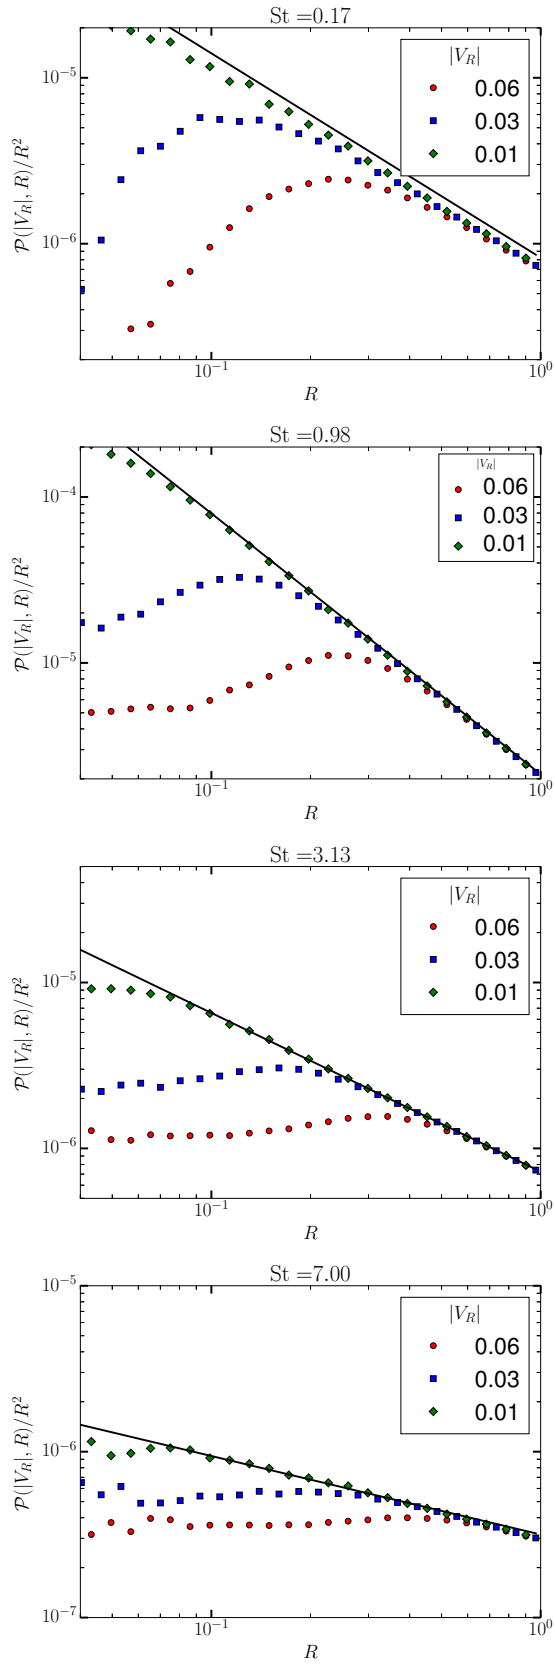 St =0.17
|V_R|
0.06
0.03
0.01
10^{-5}
10^{-6}
P(|V_R|, R)/R^2
10^{-1}
10^0
R
St =0.98
|V_R|
0.06
0.03
0.01
10^{-4}
10^{-5}
P(|V_R|, R)/R^2
10^{-1}
10^0
R
St =3.13
|V_R|
0.06
0.03
0.01
10^{-5}
10^{-6}
P(|V_R|, R)/R^2
10^{-1}
10^0
R
St =7.00
10^{-5}
|V_R|
0.06
0.03
0.01
10^{-6}
10^{-7}
P(|V_R|, R)/R^2
10^{-1}
10^0
R